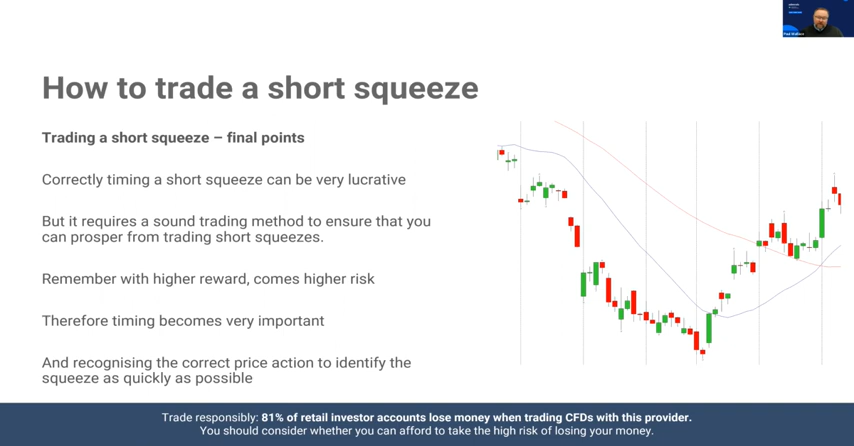 How to trade a short squeeze
Trading a short squeeze – final points
Correctly timing a short squeeze can be very lucrative
But it requires a sound trading method to ensure that you
can prosper from trading short squeezes.
Remember with higher reward, comes higher risk
Therefore timing becomes very important
And recognising the correct price action to identify the
squeeze as quickly as possible
Trade responsibly: 81% of retail investor accounts lose money when trading CFDs with this provider.
You should consider whether you can afford to take the high risk of losing your money.